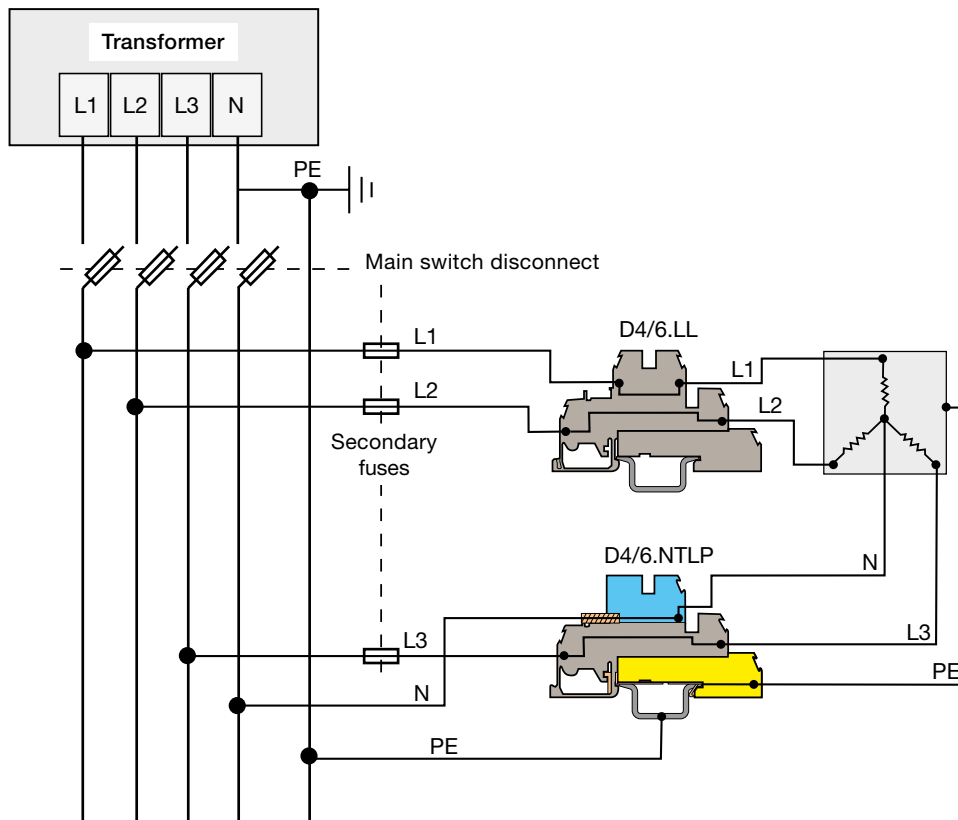 Transformer
L1 L2 L3 N
PE
Main switch disconnect
D4/6.LL
L1
L1
L2
L2
Secondary
fuses
D4/6.NTLP
N
L3
L3
PE
N
PE